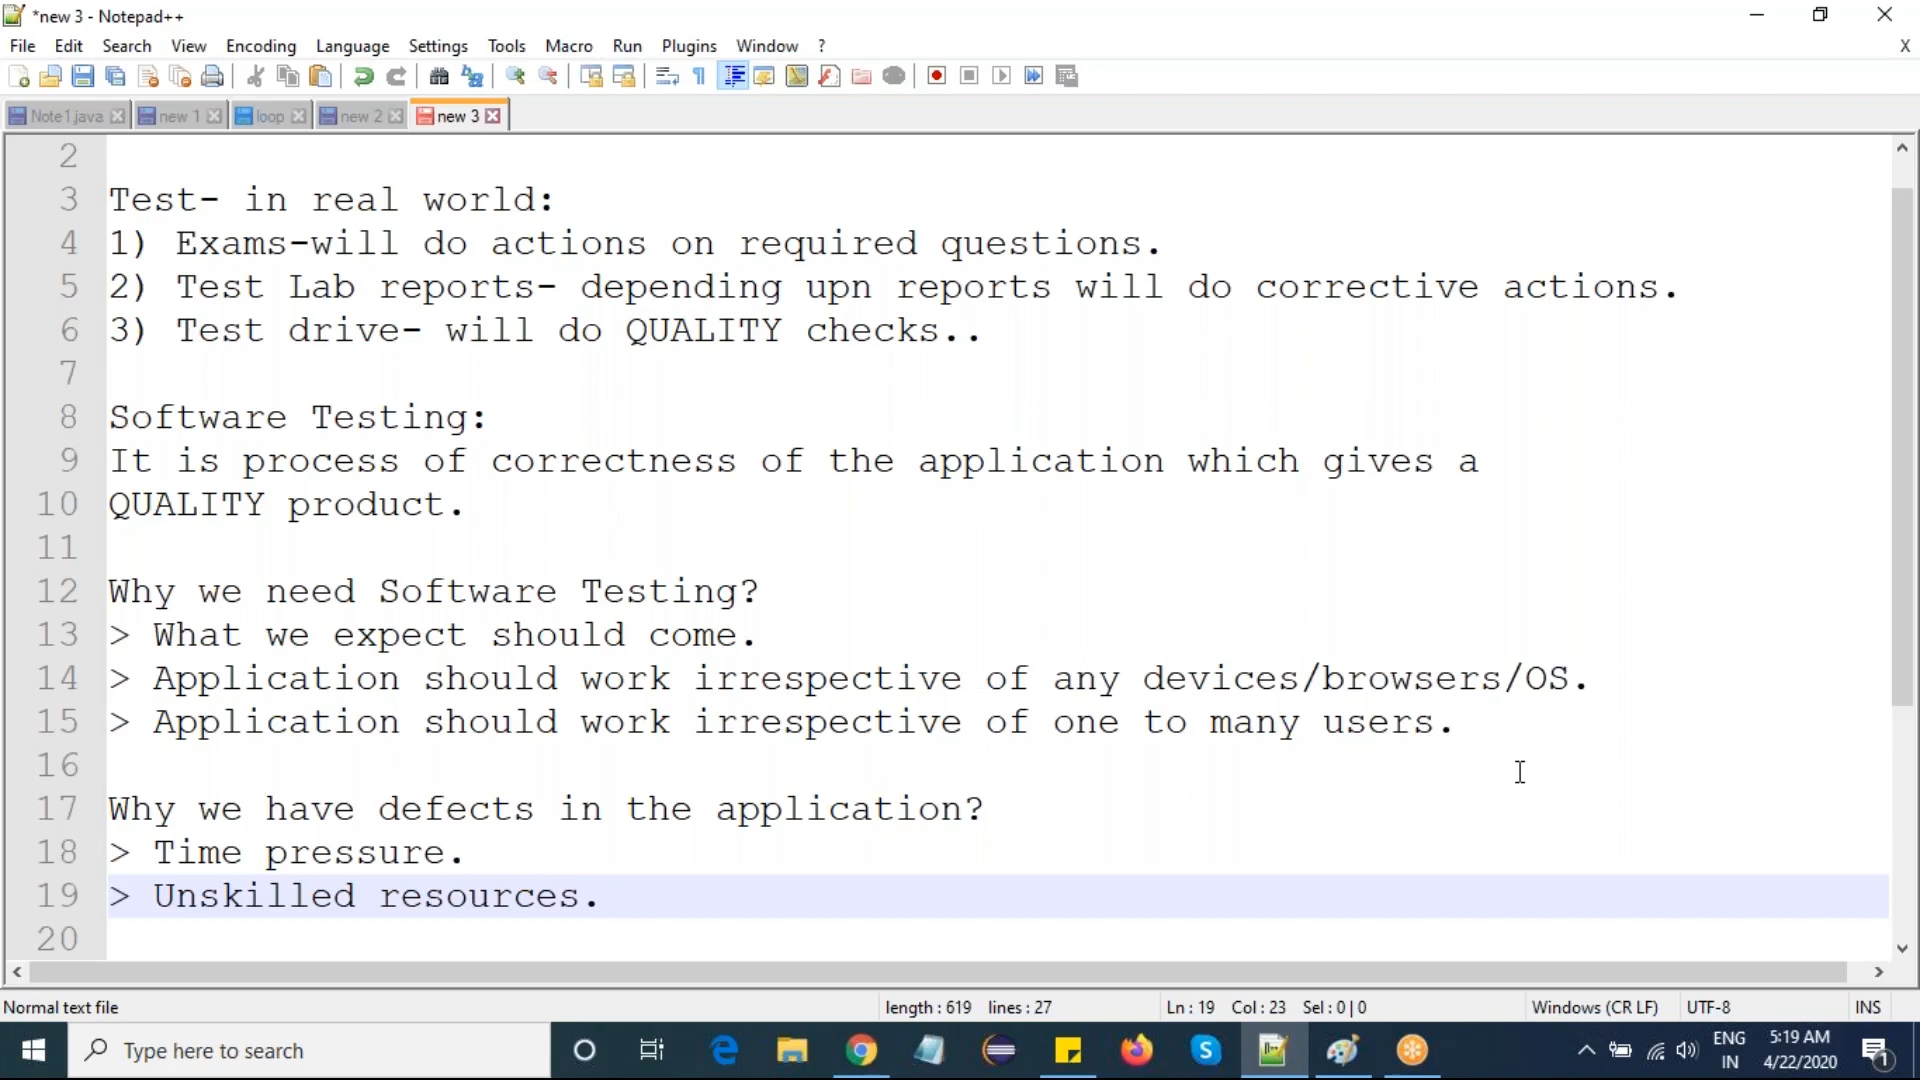 *new 3 - Notepad++
File Edit Search View Encoding Language Settings Tools Macro Run Plugins Window ? X
Note1.java new 1 loop new 2 new 3
2
3 Test- in real world:
4 1) Exams-will do actions on required questions.
5 2) Test Lab reports- depending upn reports will do corrective actions.
6 3) Test drive- will do QUALITY checks..
7
8 Software Testing:
9 It is process of correctness of the application which gives a
10 QUALITY product.
11
12 Why we need Software Testing?
13 > What we expect should come.
14 > Application should work irrespective of any devices/browsers/OS.
15 > Application should work irrespective of one to many users.
16
17 Why we have defects in the application?
18 > Time pressure.
19 > Unskilled resources.
20
Normal text file length : 619 lines : 27 Ln : 19 Col : 23 Sel : 0 | 0 Windows (CR LF) UTF-8 INS
Type here to search
ENG 5:19 AM
IN 4/22/2020
1